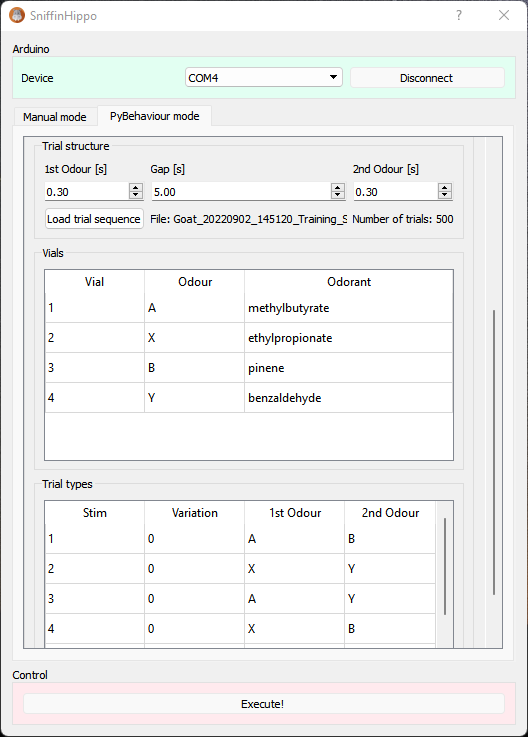 SniffinHippo
Arduino
Device COM4 Disconnect
Manual mode PyBehaviour mode
Trial structure
1st Odour [s] Gap [s] 2nd Odour [s]
0.30 5.00 0.30
Load trial sequence File: Goat_20220902_145120_Training_S Number of trials: 500
Vials
Vial Odour Odorant
1 A methylbutyrate
2 X ethylpropionate
3 B pinene
4 Y benzaldehyde
Trial types
Stim Variation 1st Odour 2nd Odour
1 0 A B
2 0 X Y
3 0 A Y
4 0 X B
Control
Execute!